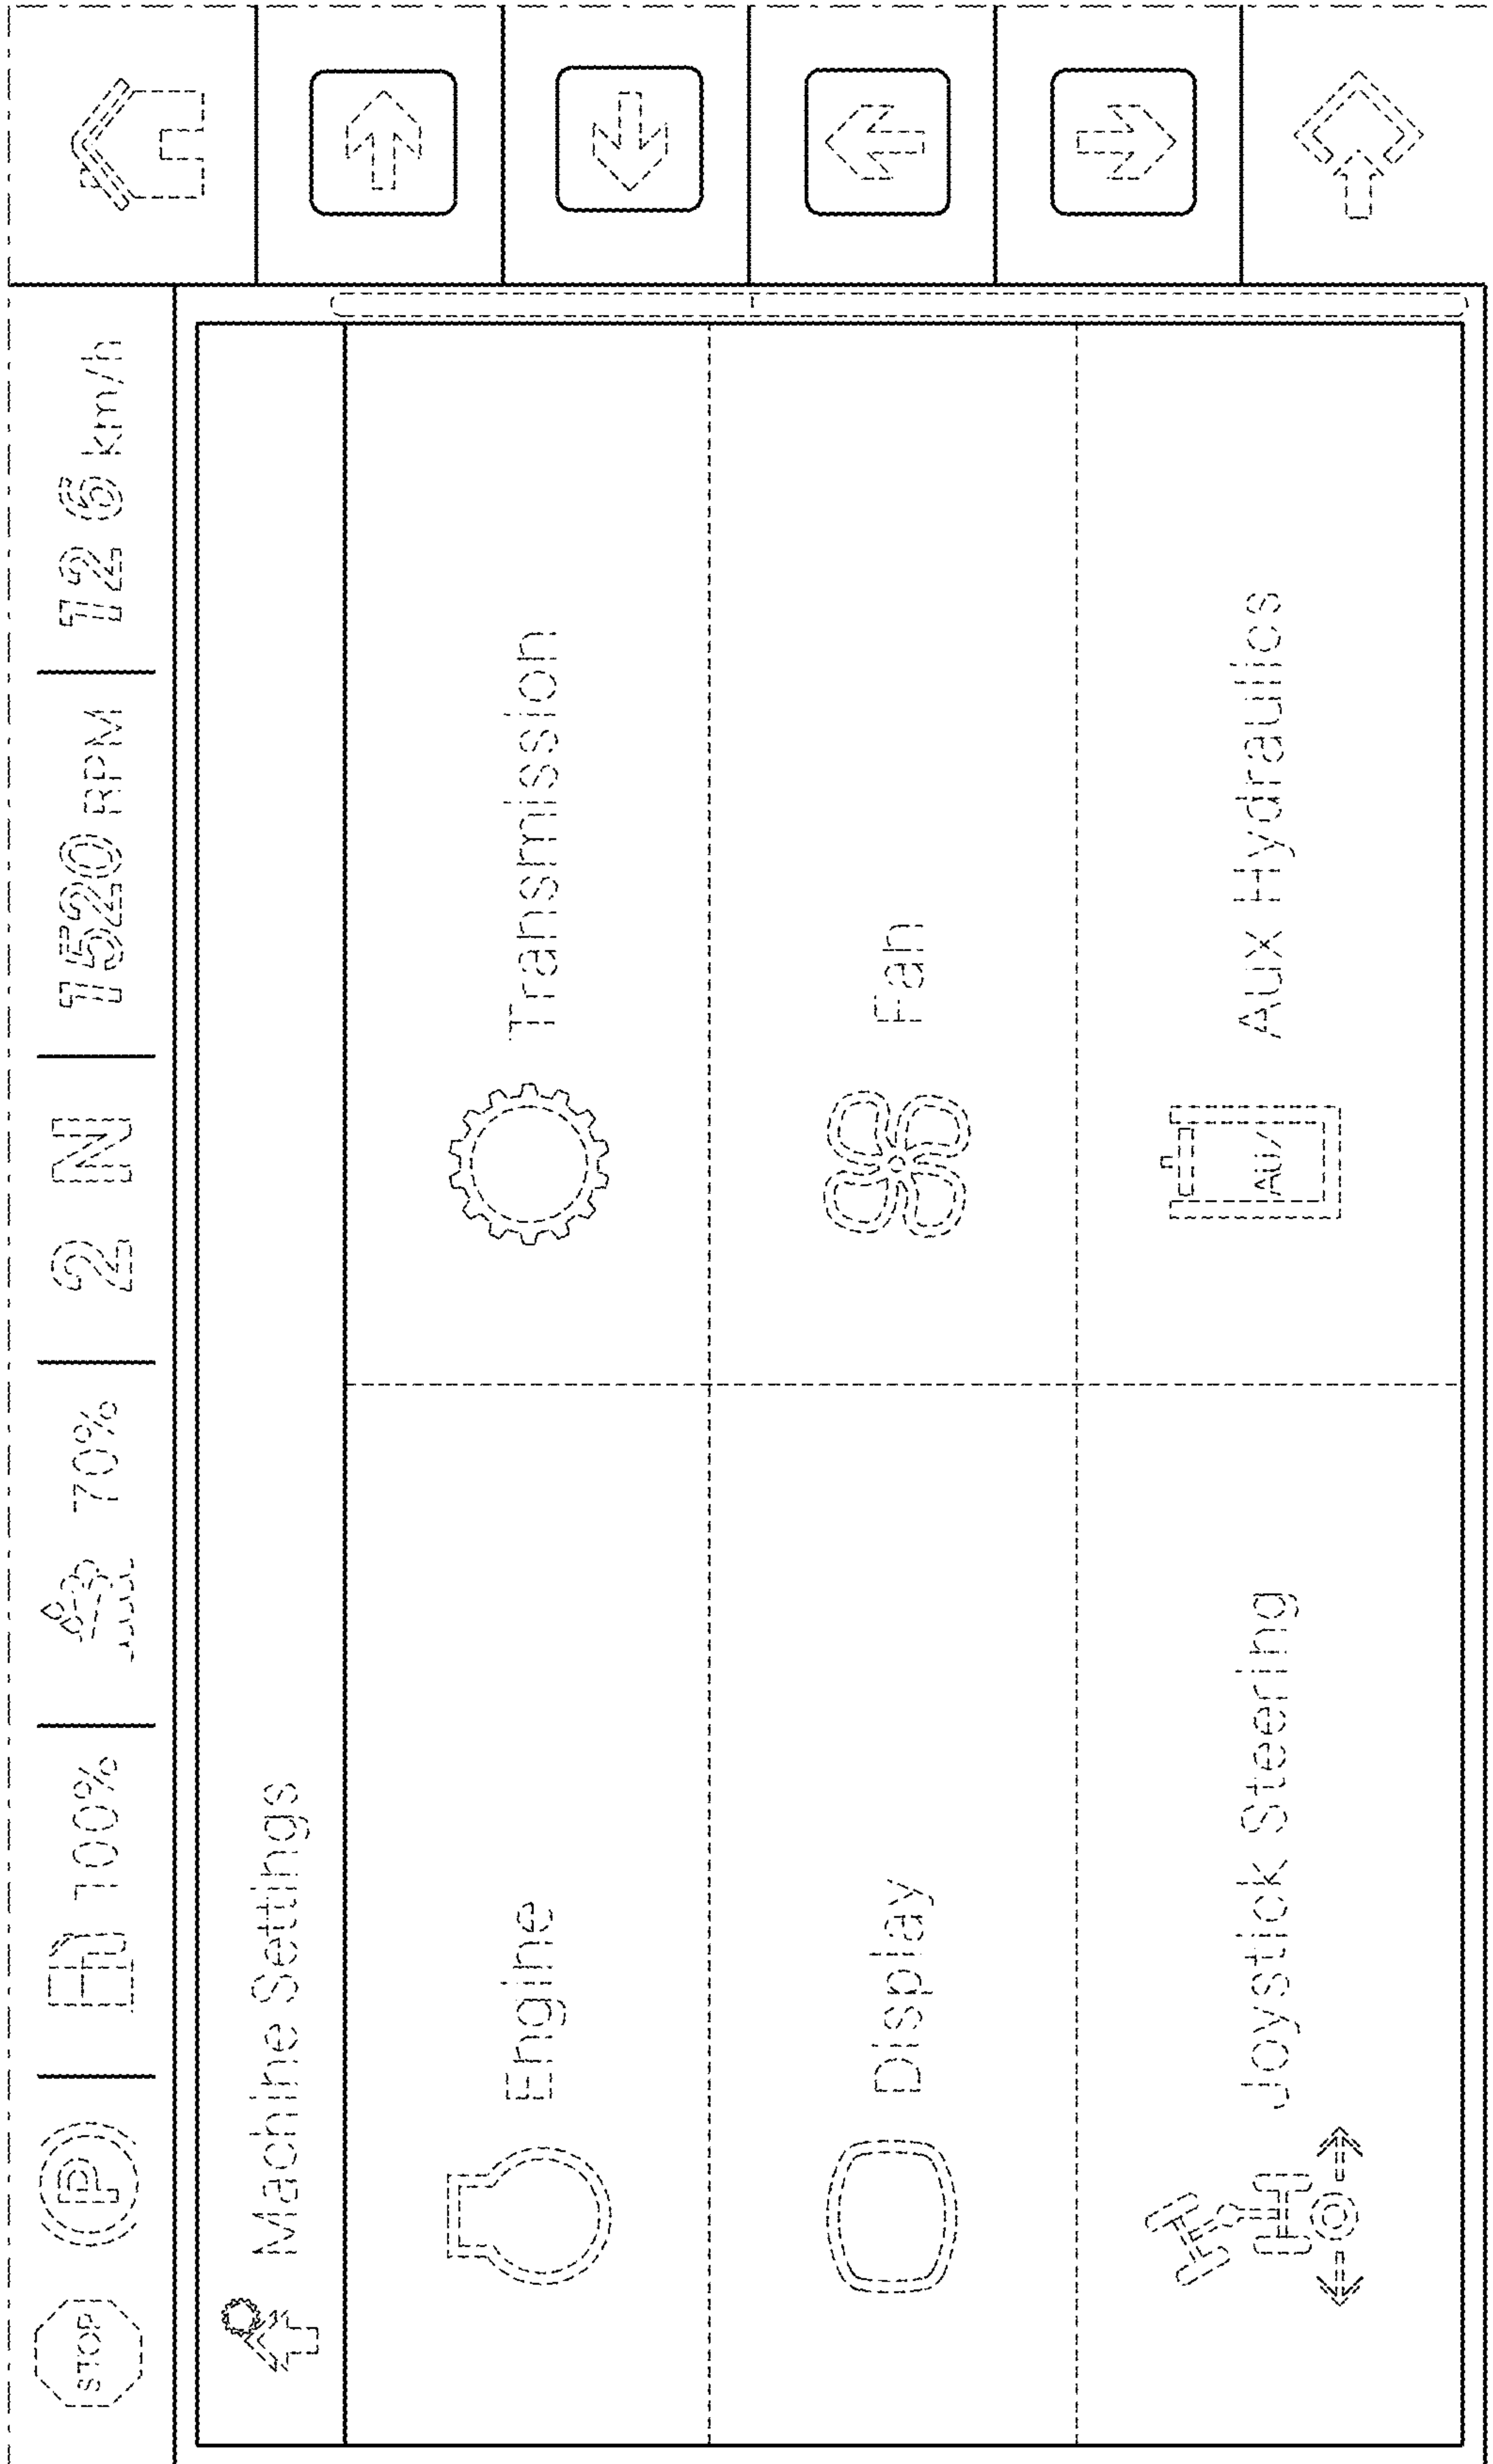 STOP P 100% 70% 2 N 1520 RPM 12 6 km/h
Machine Settings
Engine
Transmission
Display
Fan
Joystick Steering
AU/
Aux Hydraulics